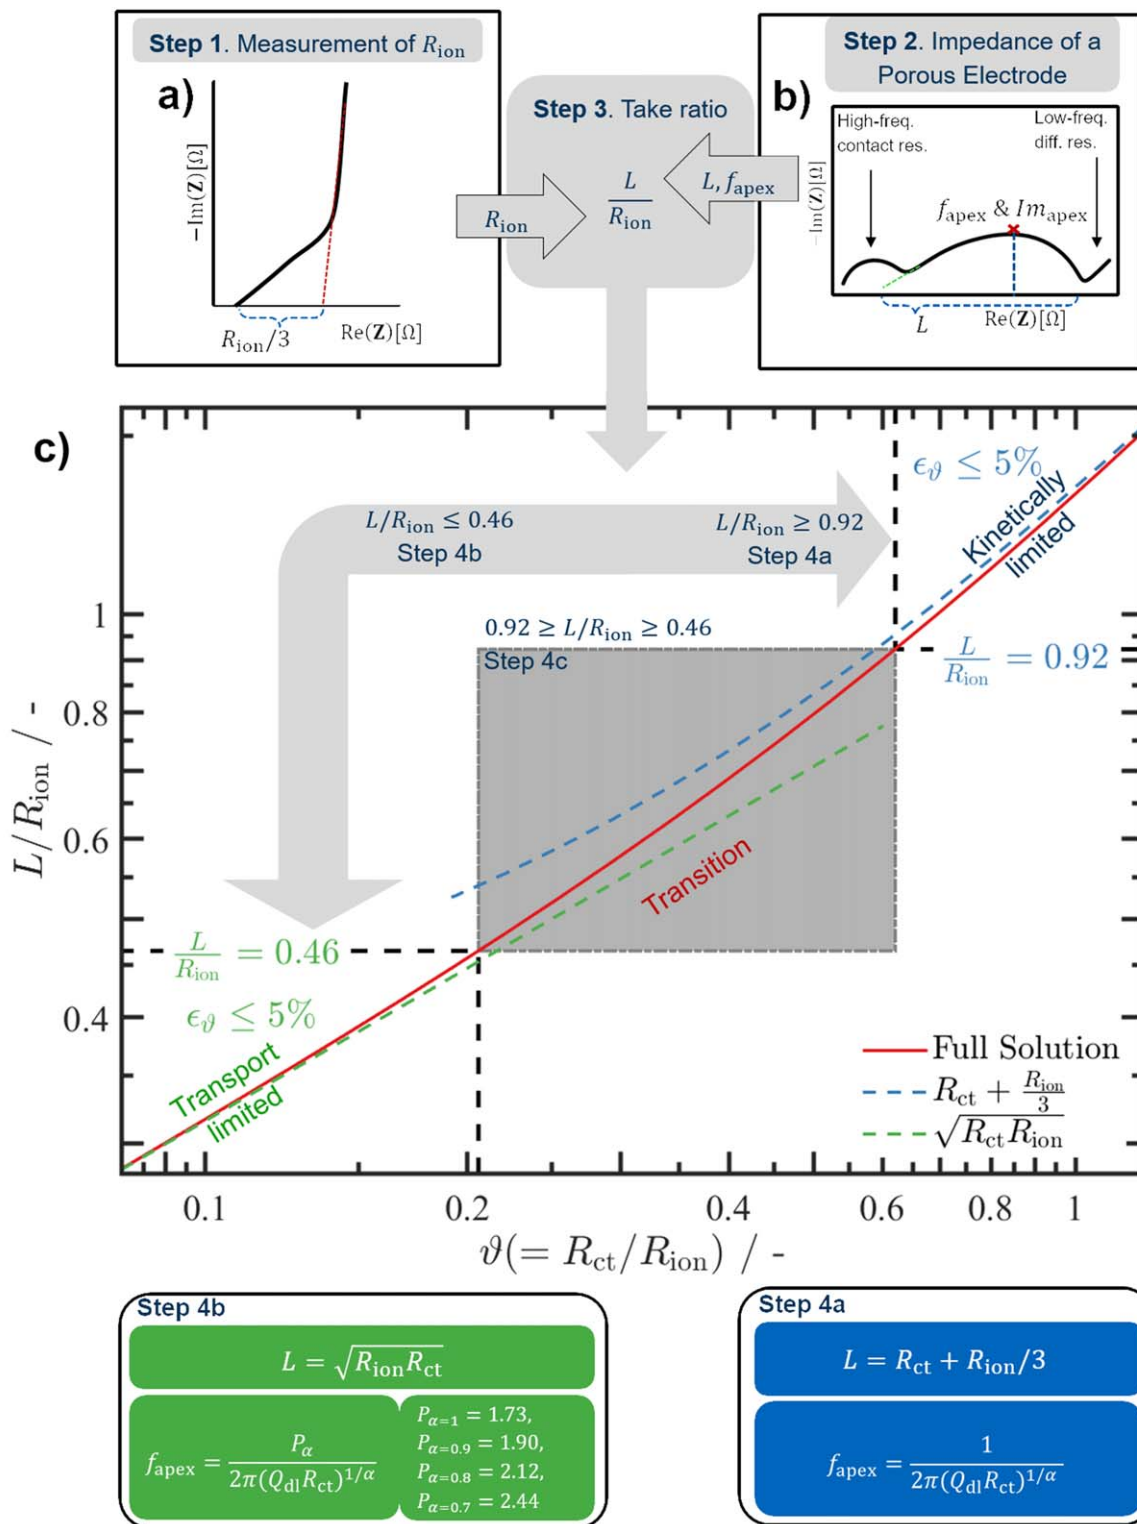 Step 1. Measurement of R_ion
a)
−Im(Z)[Ω]
R_ion/3
Re(Z)[Ω]
Step 3. Take ratio
R_ion
L/R_ion
L, f_apex
Step 2. Impedance of a
Porous Electrode
b)
High-freq.
contact res.
Low-freq.
diff. res.
−Im(Z)[Ω]
f_apex & Im_apex
L
Re(Z)[Ω]
c)
ϵ_ϑ ≤ 5%
Kinetically
limited
L/R_ion ≤ 0.46
Step 4b
L/R_ion ≥ 0.92
Step 4a
0.92 ≥ L/R_ion ≥ 0.46
Step 4c
L/R_ion = 0.92
Transition
L/R_ion = 0.46
ϵ_ϑ ≤ 5%
Transport
limited
1
0.8
0.6
0.4
L/R_ion / -
Full Solution
R_ct + R_ion/3
√(R_ct R_ion)
0.1 0.2 0.4 0.6 0.8 1
ϑ(= R_ct/R_ion) / -
Step 4b
L = √(R_ion R_ct)
f_apex = P_α / 2π(Q_dl R_ct)^{1/α}
P_{α=1} = 1.73,
P_{α=0.9} = 1.90,
P_{α=0.8} = 2.12,
P_{α=0.7} = 2.44
Step 4a
L = R_ct + R_ion/3
f_apex = 1 / 2π(Q_dl R_ct)^{1/α}